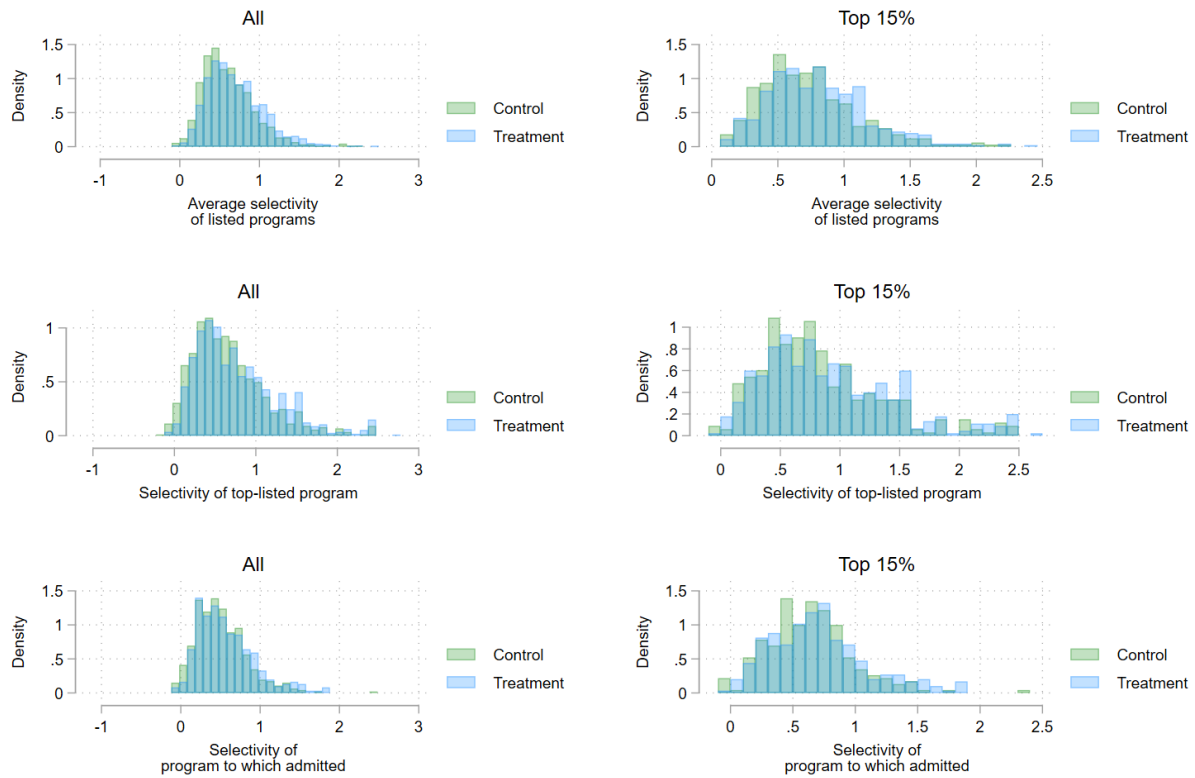 All
Density
1.5
1
.5
0
-1
0
1
2
3
Average selectivity
of listed programs
Control
Treatment
Top 15%
Density
1.5
1
.5
0
0
.5
1
1.5
2
2.5
Average selectivity
of listed programs
Control
Treatment
All
Density
1
.5
0
-1
0
1
2
3
Selectivity of top-listed program
Control
Treatment
Top 15%
Density
1
.8
.6
.4
.2
0
0
.5
1
1.5
2
2.5
Selectivity of top-listed program
Control
Treatment
All
Density
1.5
1
.5
0
-1
0
1
2
3
Selectivity of
program to which admitted
Control
Treatment
Top 15%
Density
1.5
1
.5
0
0
.5
1
1.5
2
2.5
Selectivity of
program to which admitted
Control
Treatment